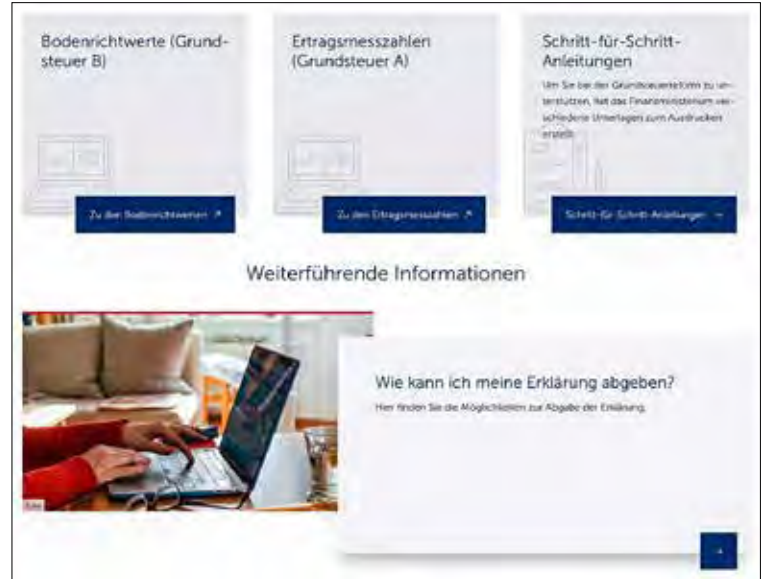 Bodenrichtwerte (Grund-
steuer B)
Zu den Bodenrichtwerten ↗
Ertragsmesszahlen
(Grundsteuer A)
Zu den Ertragsmesszahlen ↗
Schritt-für-Schritt-
Anleitungen
Um Sie bei der Grundsteuerreform zu un-
terstützen, hat das Finanzministerium ver-
schiedene Unterlagen zum Ausdrucken
erstellt.
Schritt-für-Schritt-Anleitungen →
Weiterführende Informationen
Wie kann ich meine Erklärung abgeben?
Hier finden Sie die Möglichkeiten zur Abgabe der Erklärung.
→